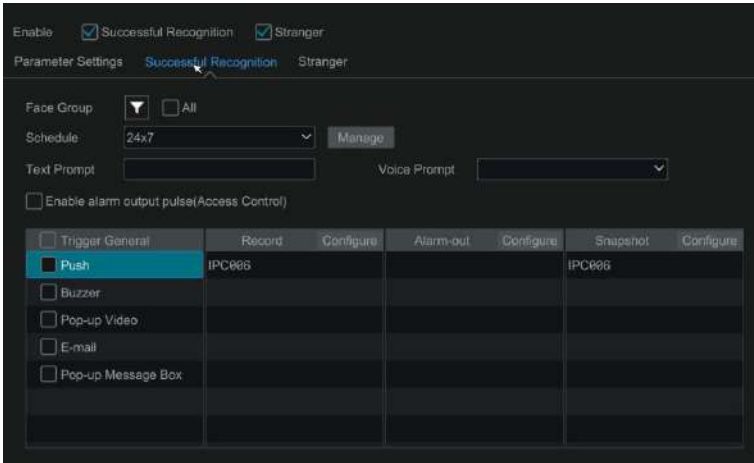 Enable Successful Recognition Stranger
Parameter Settings Successful Recognition Stranger
Face Group All
Schedule 24x7 Manage
Text Prompt Voice Prompt
Enable alarm output pulse(Access Control)
Trigger General Record Configure Alarm-out Configure Snapshot Configure
Push IPC006 IPC006
Buzzer
Pop-up Video
E-mail
Pop-up Message Box